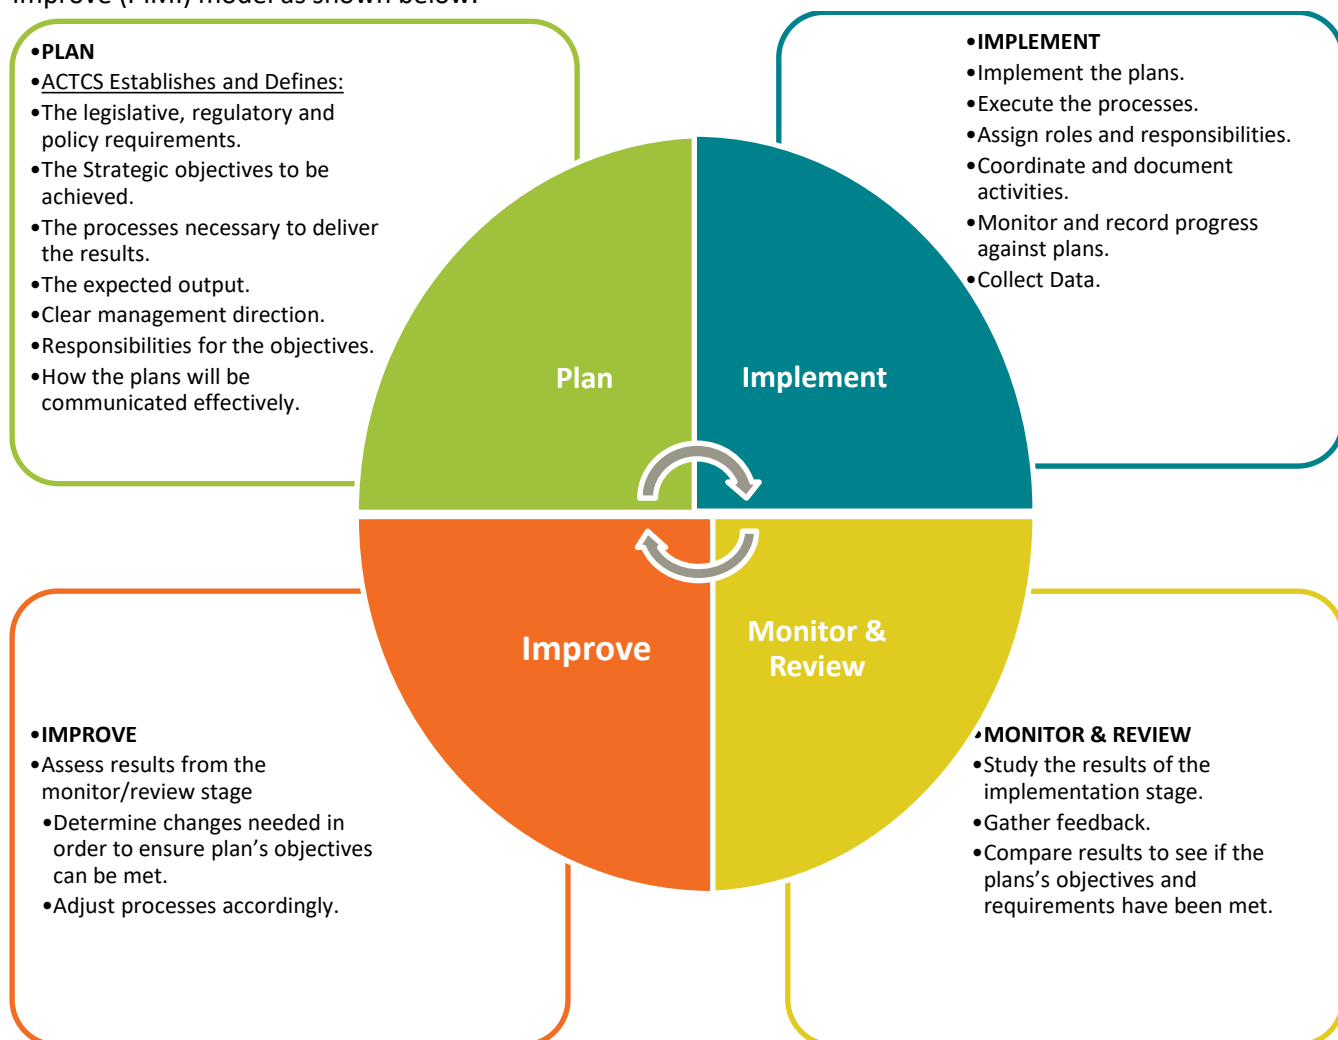 Improve (PIMI) model as shown below:
•PLAN
•ACTCS Establishes and Defines:
•The legislative, regulatory and
policy requirements.
•The Strategic objectives to be
achieved.
•The processes necessary to deliver
the results.
•The expected output.
•Clear management direction.
•Responsibilities for the objectives.
•How the plans will be
communicated effectively.
•IMPLEMENT
•Implement the plans.
•Execute the processes.
•Assign roles and responsibilities.
•Coordinate and document
activities.
•Monitor and record progress
against plans.
•Collect Data.
Plan
Implement
Improve
Monitor &
Review
•IMPROVE
•Assess results from the
monitor/review stage
•Determine changes needed in
order to ensure plan’s objectives
can be met.
•Adjust processes accordingly.
•MONITOR & REVIEW
•Study the results of the
implementation stage.
•Gather feedback.
•Compare results to see if the
plans’s objectives and
requirements have been met.